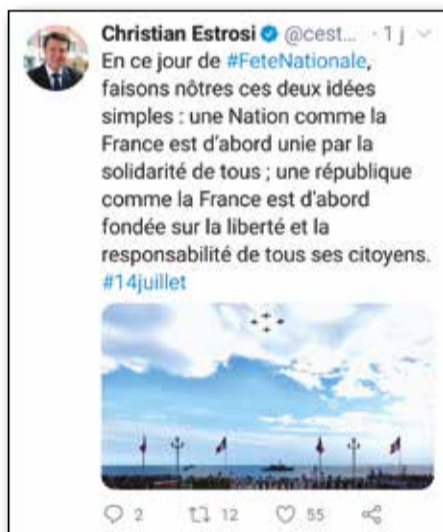 Christian Estrosi @cest... · 1 j
En ce jour de #FeteNationale,
faisons nôtres ces deux idées
simples : une Nation comme la
France est d'abord unie par la
solidarité de tous ; une république
comme la France est d'abord
fondée sur la liberté et la
responsabilité de tous ses citoyens.
#14juillet
2 12 55